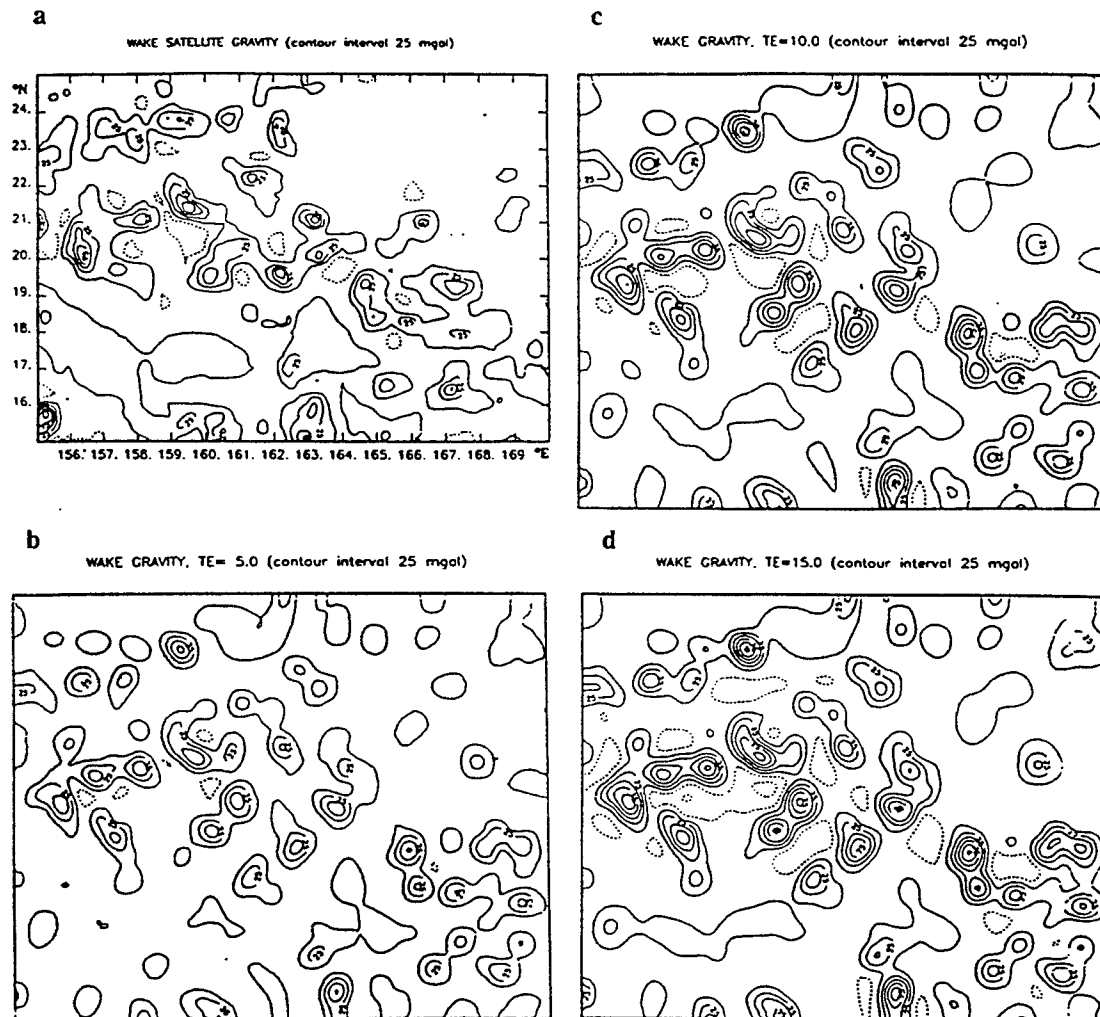 a
WAKE SATELLITE GRAVITY (contour interval 25 mgal)
°N
24.
23.
22.
21.
20.
19.
18.
17.
16.
156. 157. 158. 159. 160. 161. 162. 163. 164. 165. 166. 167. 168. 169 °E
c
WAKE GRAVITY, TE=10.0 (contour interval 25 mgal)
b
WAKE GRAVITY, TE= 5.0 (contour interval 25 mgal)
d
WAKE GRAVITY, TE=15.0 (contour interval 25 mgal)